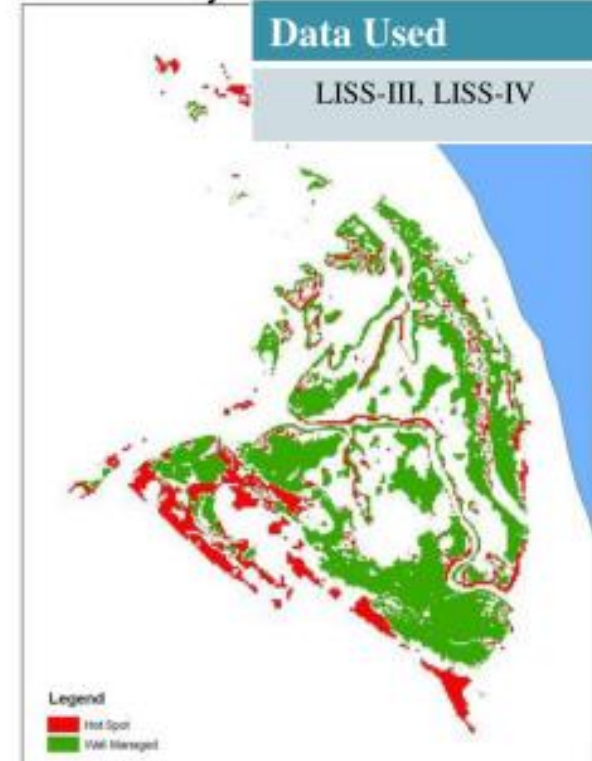 Data Used
LISS-III, LISS-IV
Legend
Hot Spot
Well Managed